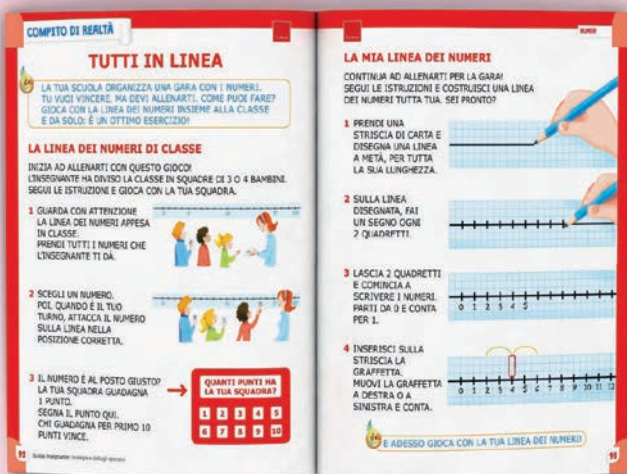 COMPITO DI REALTÀ
TUTTI IN LINEA
LA TUA SCUOLA ORGANIZZA UNA GARA CON I NUMERI.
TU VUOI VINCERE, MA DEVI ALLENARTI. COME PUOI FARE?
GIOCA CON LA LINEA DEI NUMERI INSIEME ALLA CLASSE
E DA SOLO: È UN OTTIMO ESERCIZIO!
LA LINEA DEI NUMERI DI CLASSE
INIZIA AD ALLENARTI CON QUESTO GIOCO!
L'INSEGNANTE HA DIVISO LA CLASSE IN SQUADRE DI 3 O 4 BAMBINI.
SEGUI LE ISTRUZIONI E GIOCA CON LA TUA SQUADRA.
1 GUARDA CON ATTENZIONE
LA LINEA DEI NUMERI APPESA
IN CLASSE.
PRENDI TUTTI I NUMERI CHE
L'INSEGNANTE TI DÀ.
2 SCEGLI UN NUMERO.
POI, QUANDO È IL TUO
TURNO, ATTACCA IL NUMERO
SULLA LINEA NELLA
POSIZIONE CORRETTA.
3 IL NUMERO È AL POSTO GIUSTO?
LA TUA SQUADRA GUADAGNA
1 PUNTO.
SEGNA IL PUNTO QUI.
CHI GUADAGNA PER PRIMO 10
PUNTI VINCE.
QUANTI PUNTI HA
LA TUA SQUADRA?
1 2 3 4 5
6 7 8 9 10
NUMERI
LA MIA LINEA DEI NUMERI
CONTINUA AD ALLENARTI PER LA GARA!
SEGUI LE ISTRUZIONI E COSTRUISCI UNA LINEA
DEI NUMERI TUTTA TUA. SEI PRONTO?
1 PRENDI UNA
STRISCIA DI CARTA E
DISEGNA UNA LINEA
A METÀ, PER TUTTA
LA SUA LUNGHEZZA.
2 SULLA LINEA
DISEGNATA, FAI
UN SEGNO OGNI
2 QUADRETTI.
3 LASCIA 2 QUADRETTI
E COMINCIA A
SCRIVERE I NUMERI.
PARTI DA 0 E CONTA
PER 1.
0 1 2 3 4 5
4 INSERISCI SULLA
STRISCIA LA
GRAFFETTA.
MUOVI LA GRAFFETTA
A DESTRA O A
SINISTRA E CONTA.
0 1 2 3 4 5 6 7 8 9 10 11 12
E ADESSO GIOCA CON LA TUA LINEA DEI NUMERI!